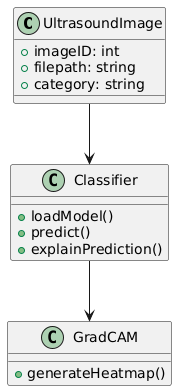 C UltrasoundImage
imageID: int
filepath: string
category: string
C Classifier
loadModel()
predict()
explainPrediction()
C GradCAM
generateHeatmap()